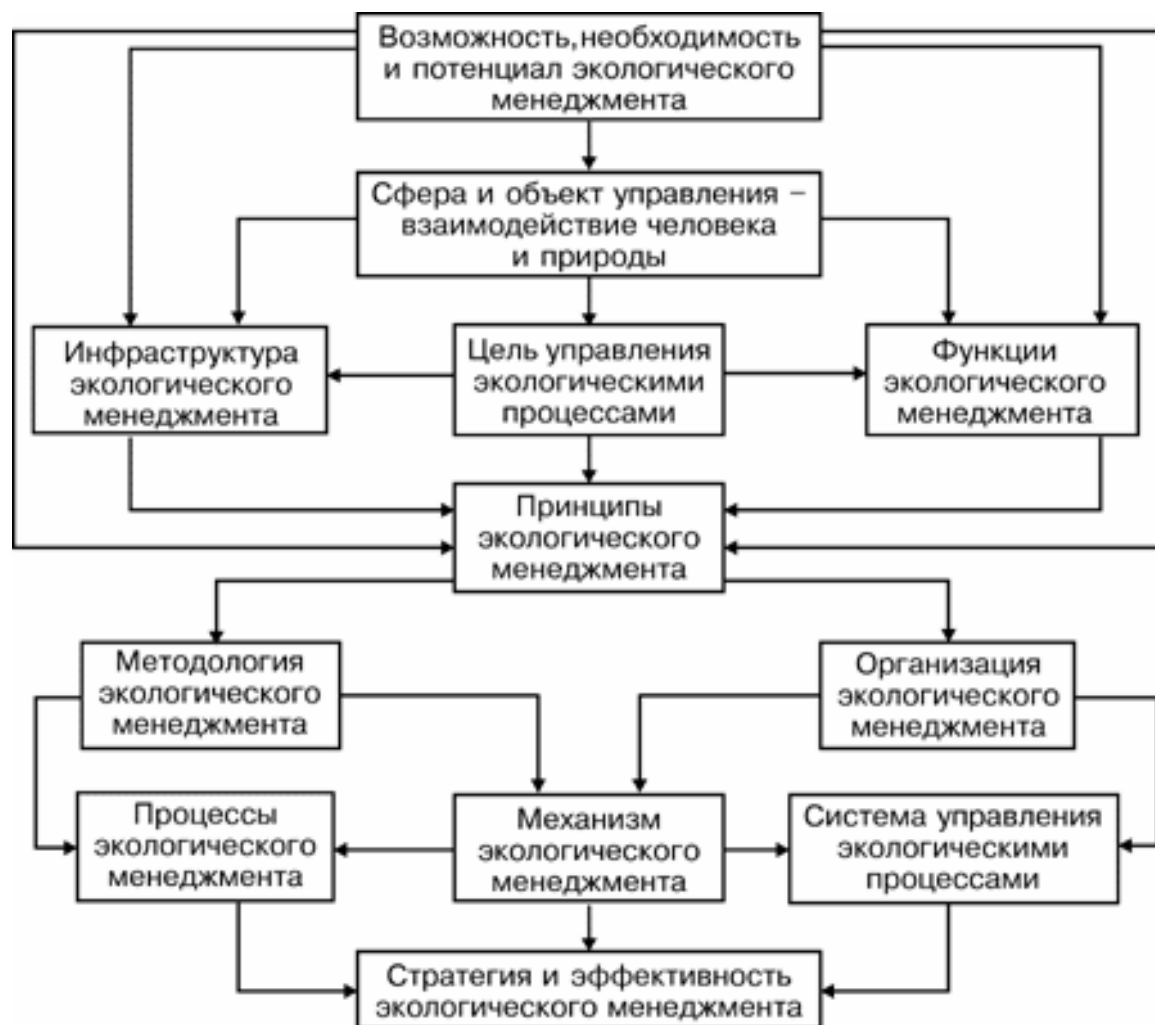 Возможность, необходимость
и потенциал экологического
менеджмента
Сфера и объект управления –
взаимодействие человека
и природы
Инфраструктура
экологического
менеджмента
Цель управления
экологическими
процессами
Функции
экологического
менеджмента
Принципы
экологического
менеджмента
Методология
экологического
менеджмента
Организация
экологического
менеджмента
Процессы
экологического
менеджмента
Механизм
экологического
менеджмента
Система управления
экологическими
процессами
Стратегия и эффективность
экологического менеджмента